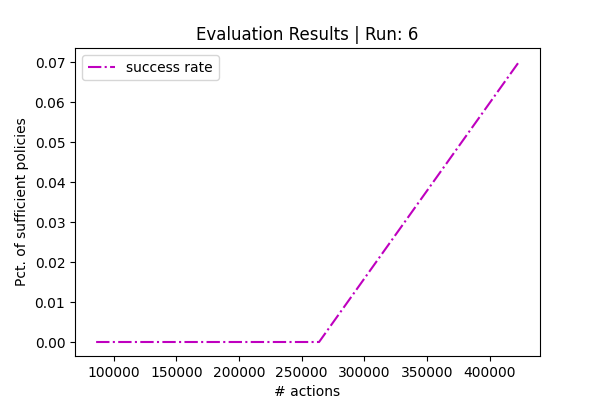 Evaluation Results | Run: 6
success rate
Pct. of sufficient policies
0.07
0.06
0.05
0.04
0.03
0.02
0.01
0.00
100000 150000 200000 250000 300000 350000 400000
# actions